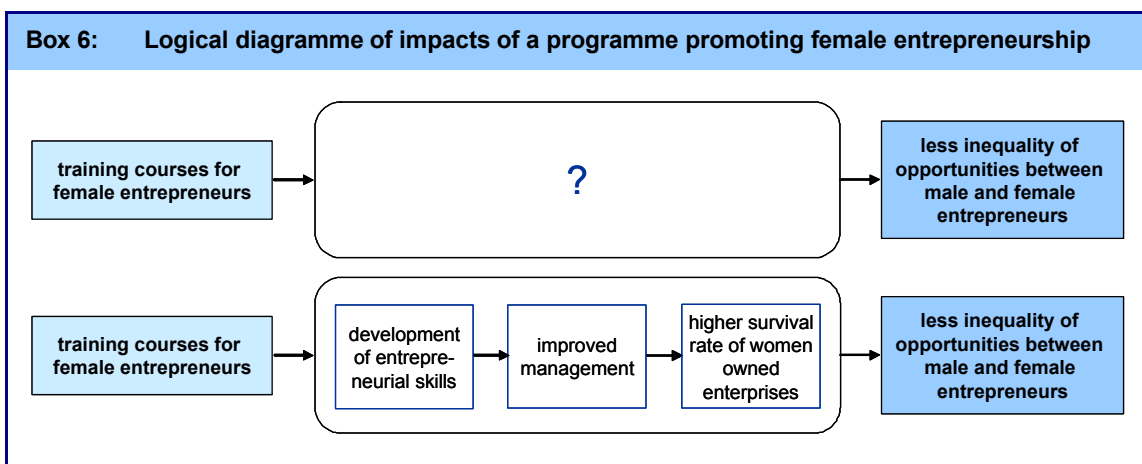 Box 6: Logical diagramme of impacts of a programme promoting female entrepreneurship
training courses for
female entrepreneurs
?
less inequality of
opportunities between
male and female
entrepreneurs
training courses for
female entrepreneurs
development
of entrepre-
neurial skills
improved
management
higher survival
rate of women
owned
enterprises
less inequality of
opportunities between
male and female
entrepreneurs